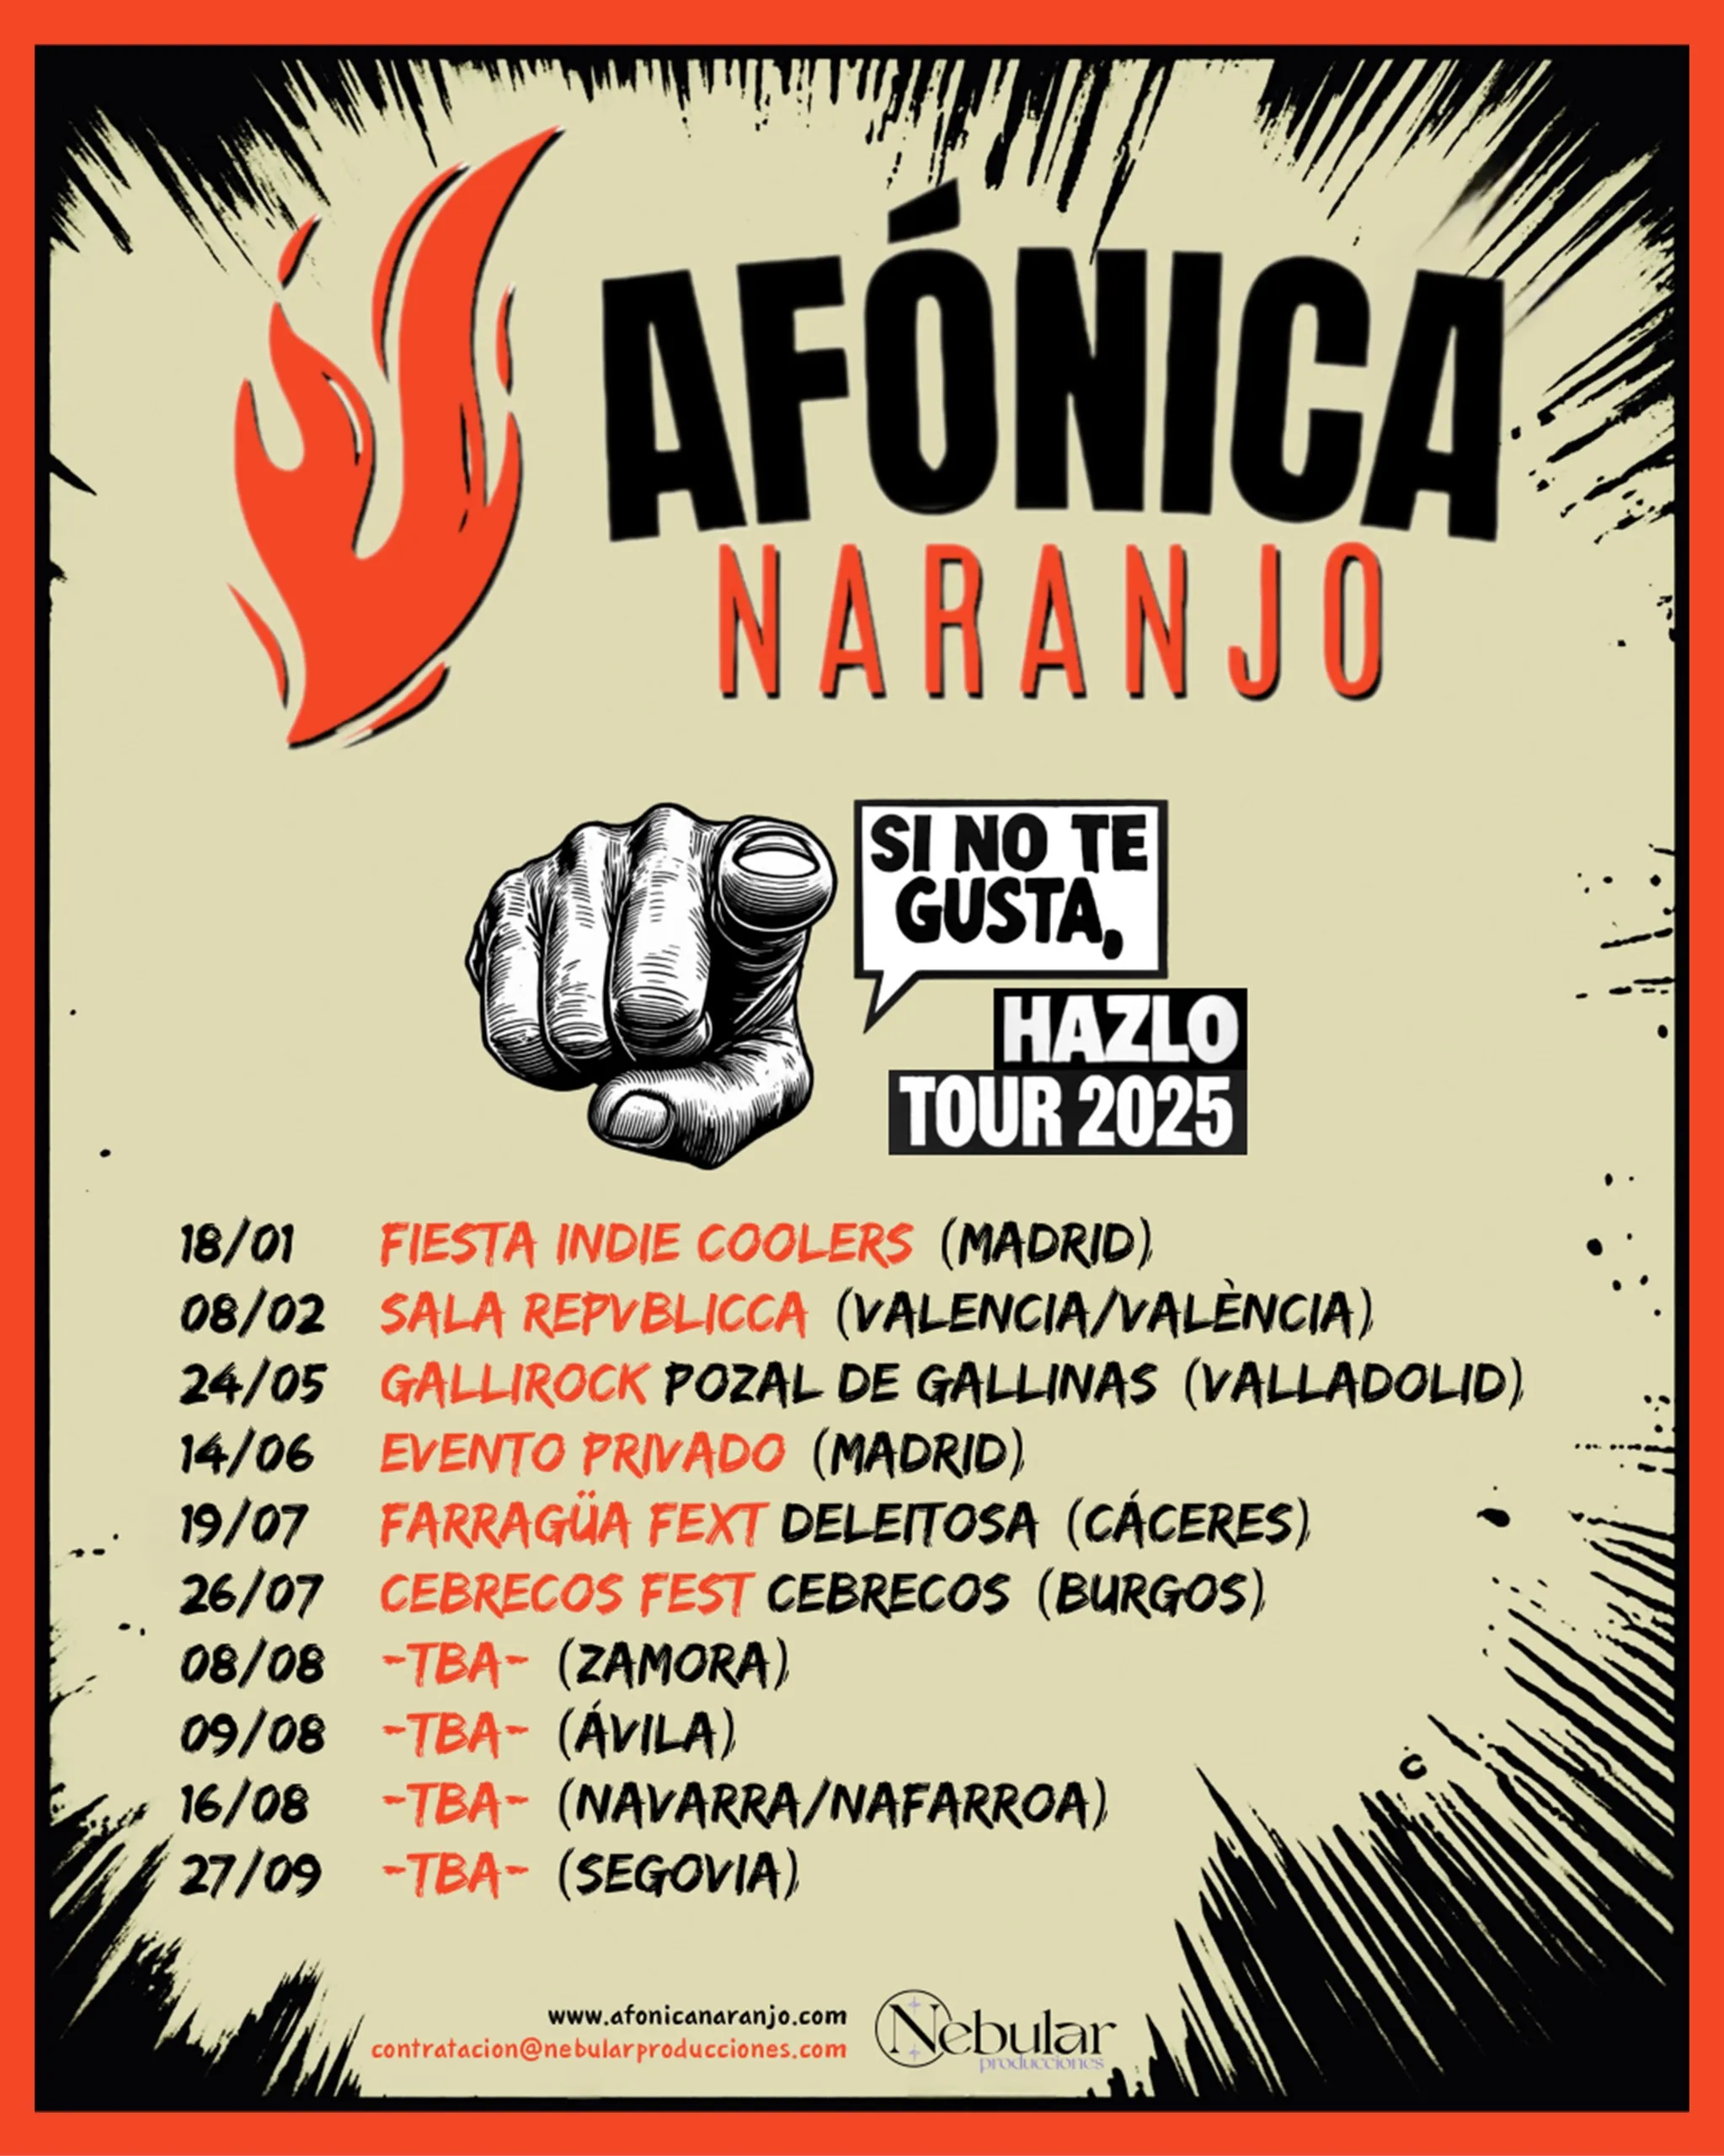 AFÓNICA
NARANJO
SI NO TE
GUSTA,
HAZLO
TOUR 2025
18/01 FIESTA INDIE COOLERS (MADRID)
08/02 SALA REPVBLICCA (VALENCIA/VALÈNCIA)
24/05 GALLIROCK POZAL DE GALLINAS (VALLADOLID)
14/06 EVENTO PRIVADO (MADRID)
19/07 FARRAGÜA FEXT DELEITOSA (CÁCERES)
26/07 CEBRECOS FEST CEBRECOS (BURGOS)
08/08 -TBA- (ZAMORA)
09/08 -TBA- (ÁVILA)
16/08 -TBA- (NAVARRA/NAFARROA)
27/09 -TBA- (SEGOVIA)
www.afonicanaranjo.com
contratacion@nebularproducciones.com
Nebular
producciones